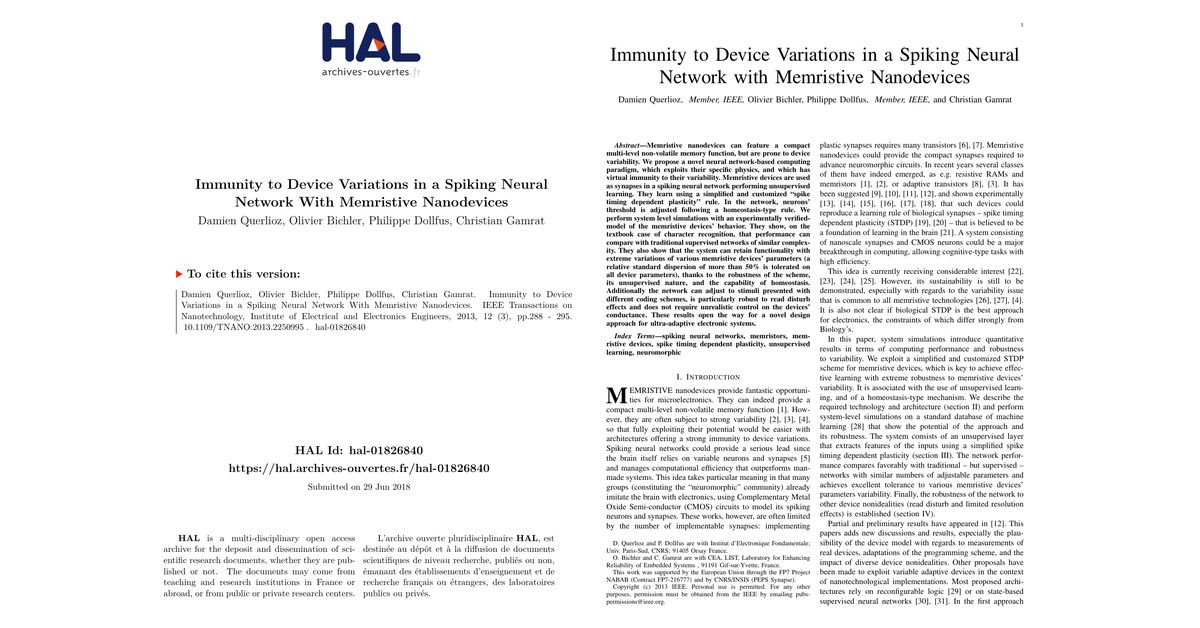 HAL
archives-ouvertes.fr
Immunity to Device Variations in a Spiking Neural
Network With Memristive Nanodevices
Damien Querlioz, Olivier Bichler, Philippe Dollfus, Christian Gamrat
To cite this version:
Damien Querlioz, Olivier Bichler, Philippe Dollfus, Christian Gamrat. Immunity to Device
Variations in a Spiking Neural Network With Memristive Nanodevices. IEEE Transactions on
Nanotechnology, Institute of Electrical and Electronics Engineers, 2013, 12 (3), pp.288 - 295.
10.1109/TNANO.2013.2250995 . hal-01826840
HAL Id: hal-01826840
https://hal.archives-ouvertes.fr/hal-01826840
Submitted on 29 Jun 2018
HAL is a multi-disciplinary open access
archive for the deposit and dissemination of sci-
entific research documents, whether they are pub-
lished or not. The documents may come from
teaching and research institutions in France or
abroad, or from public or private research centers.
L'archive ouverte pluridisciplinaire HAL, est
destinée au dépôt et à la diffusion de documents
scientifiques de niveau recherche, publiés ou non,
émanant des établissements d'enseignement et de
recherche français ou étrangers, des laboratoires
publics ou privés.
1
Immunity to Device Variations in a Spiking Neural
Network with Memristive Nanodevices
Damien Querlioz, Member, IEEE, Olivier Bichler, Philippe Dollfus, Member, IEEE, and Christian Gamrat
Abstract—Memristive nanodevices can feature a compact
multi-level non-volatile memory function, but are prone to device
variability. We propose a novel neural network-based computing
paradigm, which exploits their specific physics, and which has
virtual immunity to their variability. Memristive devices are used
as synapses in a spiking neural network performing unsupervised
learning. They learn using a simplified and customized "spike
timing dependent plasticity" rule. In the network, neurons'
threshold is adjusted following a homeostasis-type rule. We
perform system level simulations with an experimentally verified-
model of the memristive devices' behavior. They show, on the
textbook case of character recognition, that performance can
compare with traditional supervised networks of similar complex-
ity. They also show that the system can retain functionality with
extreme variations of various memristive devices' parameters (a
relative standard dispersion of more than 50% is tolerated on
all device parameters), thanks to the robustness of the scheme,
its unsupervised nature, and the capability of homeostasis.
Additionally the network can adjust to stimuli presented with
different coding schemes, is particularly robust to read disturb
effects and does not require unrealistic control on the devices'
conductance. These results open the way for a novel design
approach for ultra-adaptive electronic systems.
Index Terms—spiking neural networks, memristors, mem-
ristive devices, spike timing dependent plasticity, unsupervised
learning, neuromorphic
I. INTRODUCTION
MEMRISTIVE nanodevices provide fantastic opportuni-
ties for microelectronics. They can indeed provide a
compact multi-level non-volatile memory function [1]. How-
ever, they are often subject to strong variability [2], [3], [4],
so that fully exploiting their potential would be easier with
architectures offering a strong immunity to device variations.
Spiking neural networks could provide a serious lead since
the brain itself relies on variable neurons and synapses [5]
and manages computational efficiency that outperforms man-
made systems. This idea takes particular meaning in that many
groups (constituting the "neuromorphic" community) already
imitate the brain with electronics, using Complementary Metal
Oxide Semi-conductor (CMOS) circuits to model its spiking
neurons and synapses. These works, however, are often limited
by the number of implementable synapses: implementing
D. Querlioz and P. Dollfus are with Institut d'Electronique Fondamentale;
Univ. Paris-Sud, CNRS; 91405 Orsay France.
O. Bichler and C. Gamrat are with CEA, LIST, Laboratory for Enhancing
Reliability of Embedded Systems , 91191 Gif-sur-Yvette, France.
This work was supported by the European Union through the FP7 Project
NABAB (Contract FP7-216777) and by CNRS/INSIS (PEPS Synapse).
Copyright (c) 2013 IEEE. Personal use is permitted. For any other
purposes, permission must be obtained from the IEEE by emailing pubs-
permissions@ieee.org.
plastic synapses requires many transistors [6], [7]. Memristive
nanodevices could provide the compact synapses required to
advance neuromorphic circuits. In recent years several classes
of them have indeed emerged, as e.g. resistive RAMs and
memristors [1], [2], or adaptive transistors [8], [3]. It has
been suggested [9], [10], [11], [12], and shown experimentally
[13], [14], [15], [16], [17], [18], that such devices could
reproduce a learning rule of biological synapses – spike timing
dependent plasticity (STDP) [19], [20] – that is believed to be
a foundation of learning in the brain [21]. A system consisting
of nanoscale synapses and CMOS neurons could be a major
breakthrough in computing, allowing cognitive-type tasks with
high efficiency.
This idea is currently receiving considerable interest [22],
[23], [24], [25]. However, its sustainability is still to be
demonstrated, especially with regards to the variability issue
that is common to all memristive technologies [26], [27], [4].
It is also not clear if biological STDP is the best approach
for electronics, the constraints of which differ strongly from
Biology's.
In this paper, system simulations introduce quantitative
results in terms of computing performance and robustness
to variability. We exploit a simplified and customized STDP
scheme for memristive devices, which is key to achieve effec-
tive learning with extreme robustness to memristive devices'
variability. It is associated with the use of unsupervised learn-
ing, and of a homeostasis-type mechanism. We describe the
required technology and architecture (section II) and perform
system-level simulations on a standard database of machine
learning [28] that show the potential of the approach and
its robustness. The system consists of an unsupervised layer
that extracts features of the inputs using a simplified spike
timing dependent plasticity (section III). The network perfor-
mance compares favorably with traditional – but supervised –
networks with similar numbers of adjustable parameters and
achieves excellent tolerance to various memristive devices'
parameters variability. Finally, the robustness of the network to
other device nonidealities (read disturb and limited resolution
effects) is established (section IV).
Partial and preliminary results have appeared in [12]. This
papers adds new discussions and results, especially the plau-
sibility of the device model with regards to measurements of
real devices, adaptations of the programming scheme, and the
impact of diverse device nonidealities. Other proposals have
been made to exploit variable adaptive devices in the context
of nanotechnological implementations. Most proposed archi-
tectures rely on reconfigurable logic [29] or on state-based
supervised neural networks [30], [31]. In the first approach